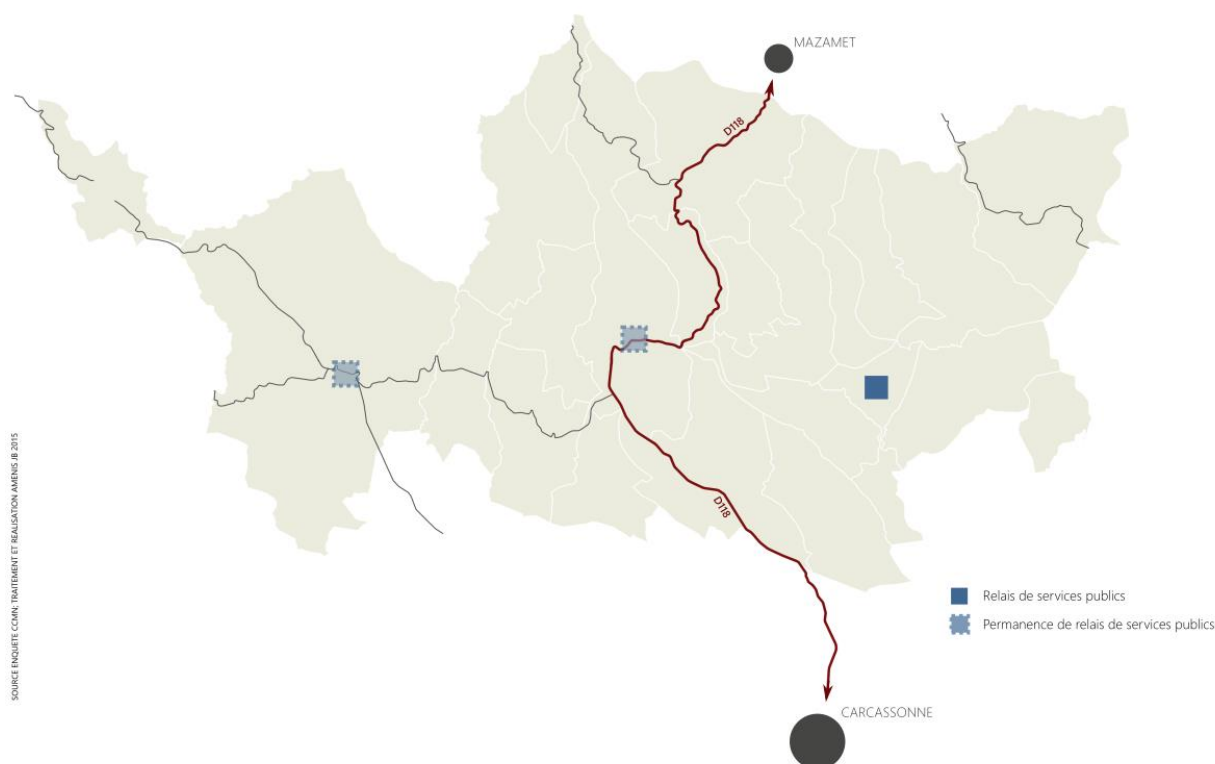 MAZAMET
D118
D118
SOURCE ENQUETE CCMN; TRAITEMENT ET REALISATION AMENIS JB 2015
Relais de services publics
Permanence de relais de services publics
CARCASSONNE